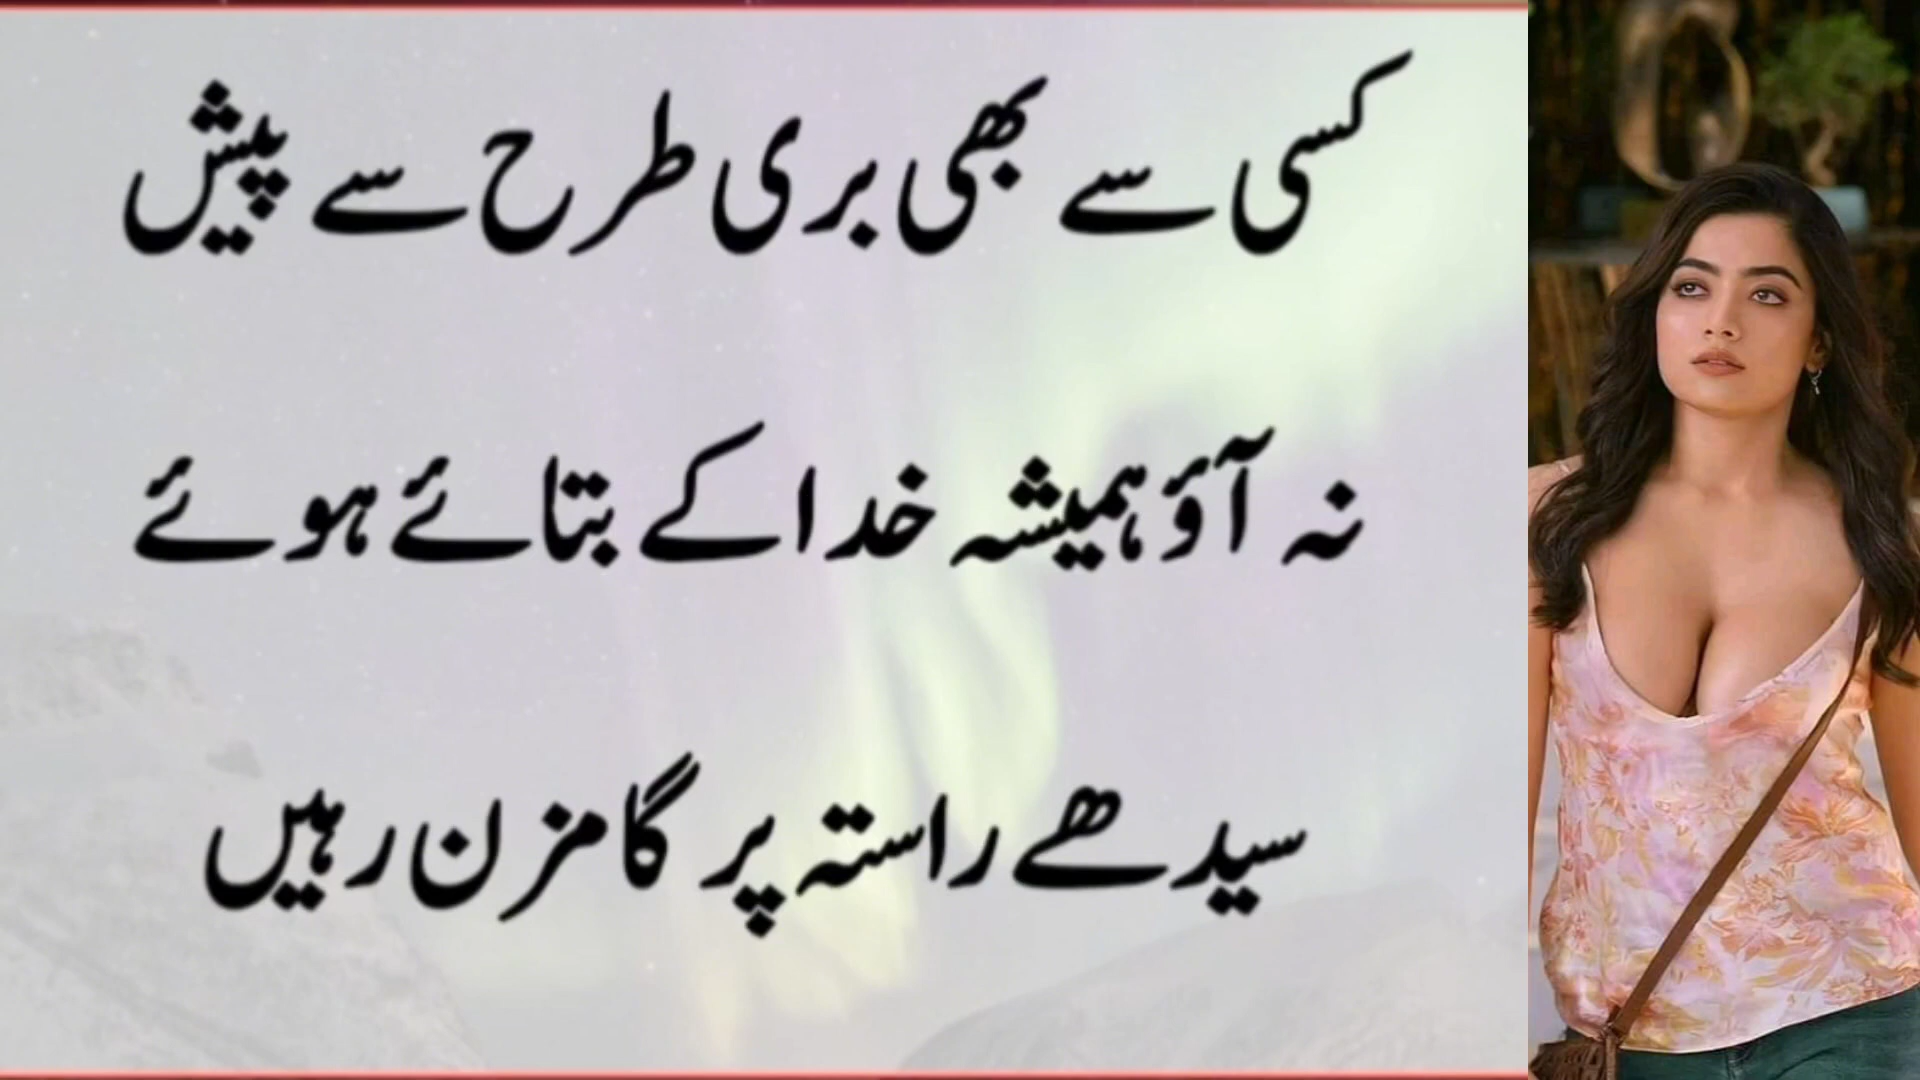 کسی سے بھی بری طرح سے پیش
نہ آؤ ہمیشہ خدا کے بتائے ہوئے
سیدھے راستہ پر گامزن رہیں